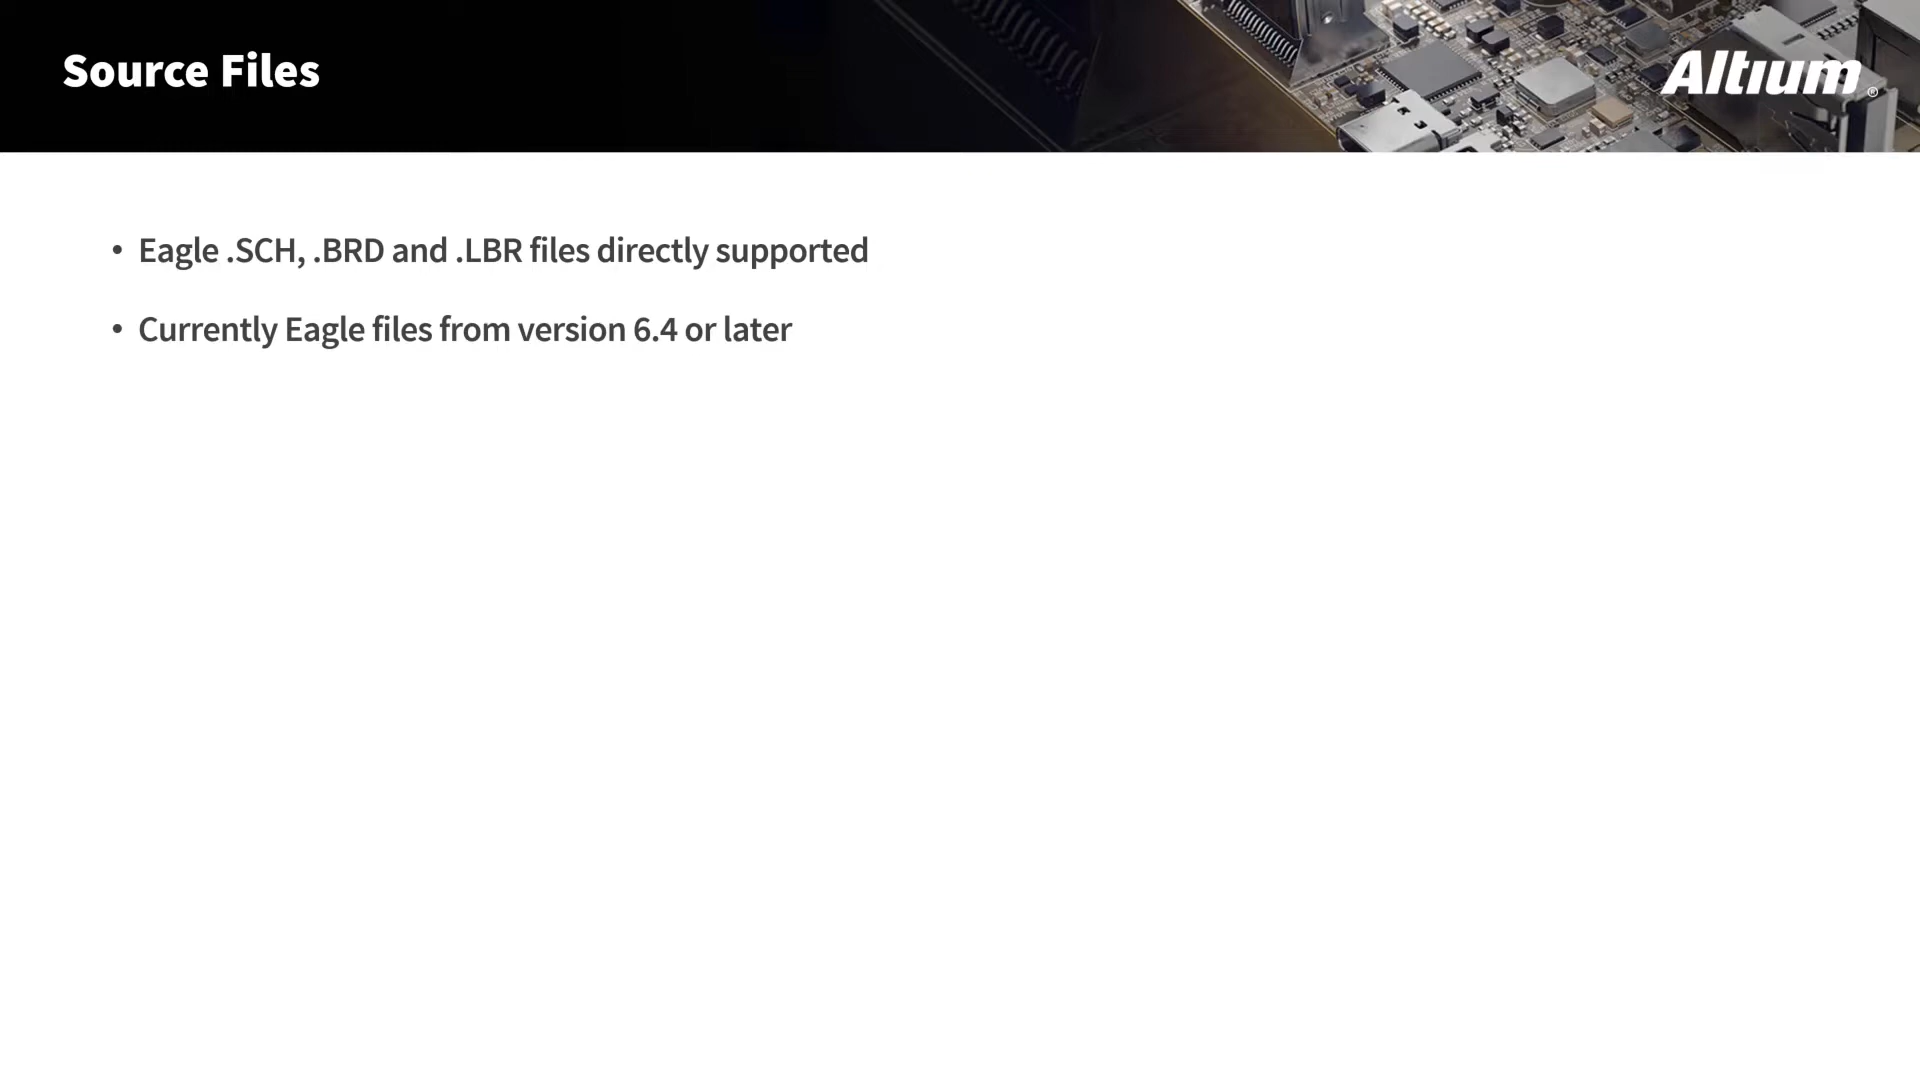 Source Files
Altium®
• Eagle .SCH, .BRD and .LBR files directly supported
• Currently Eagle files from version 6.4 or later